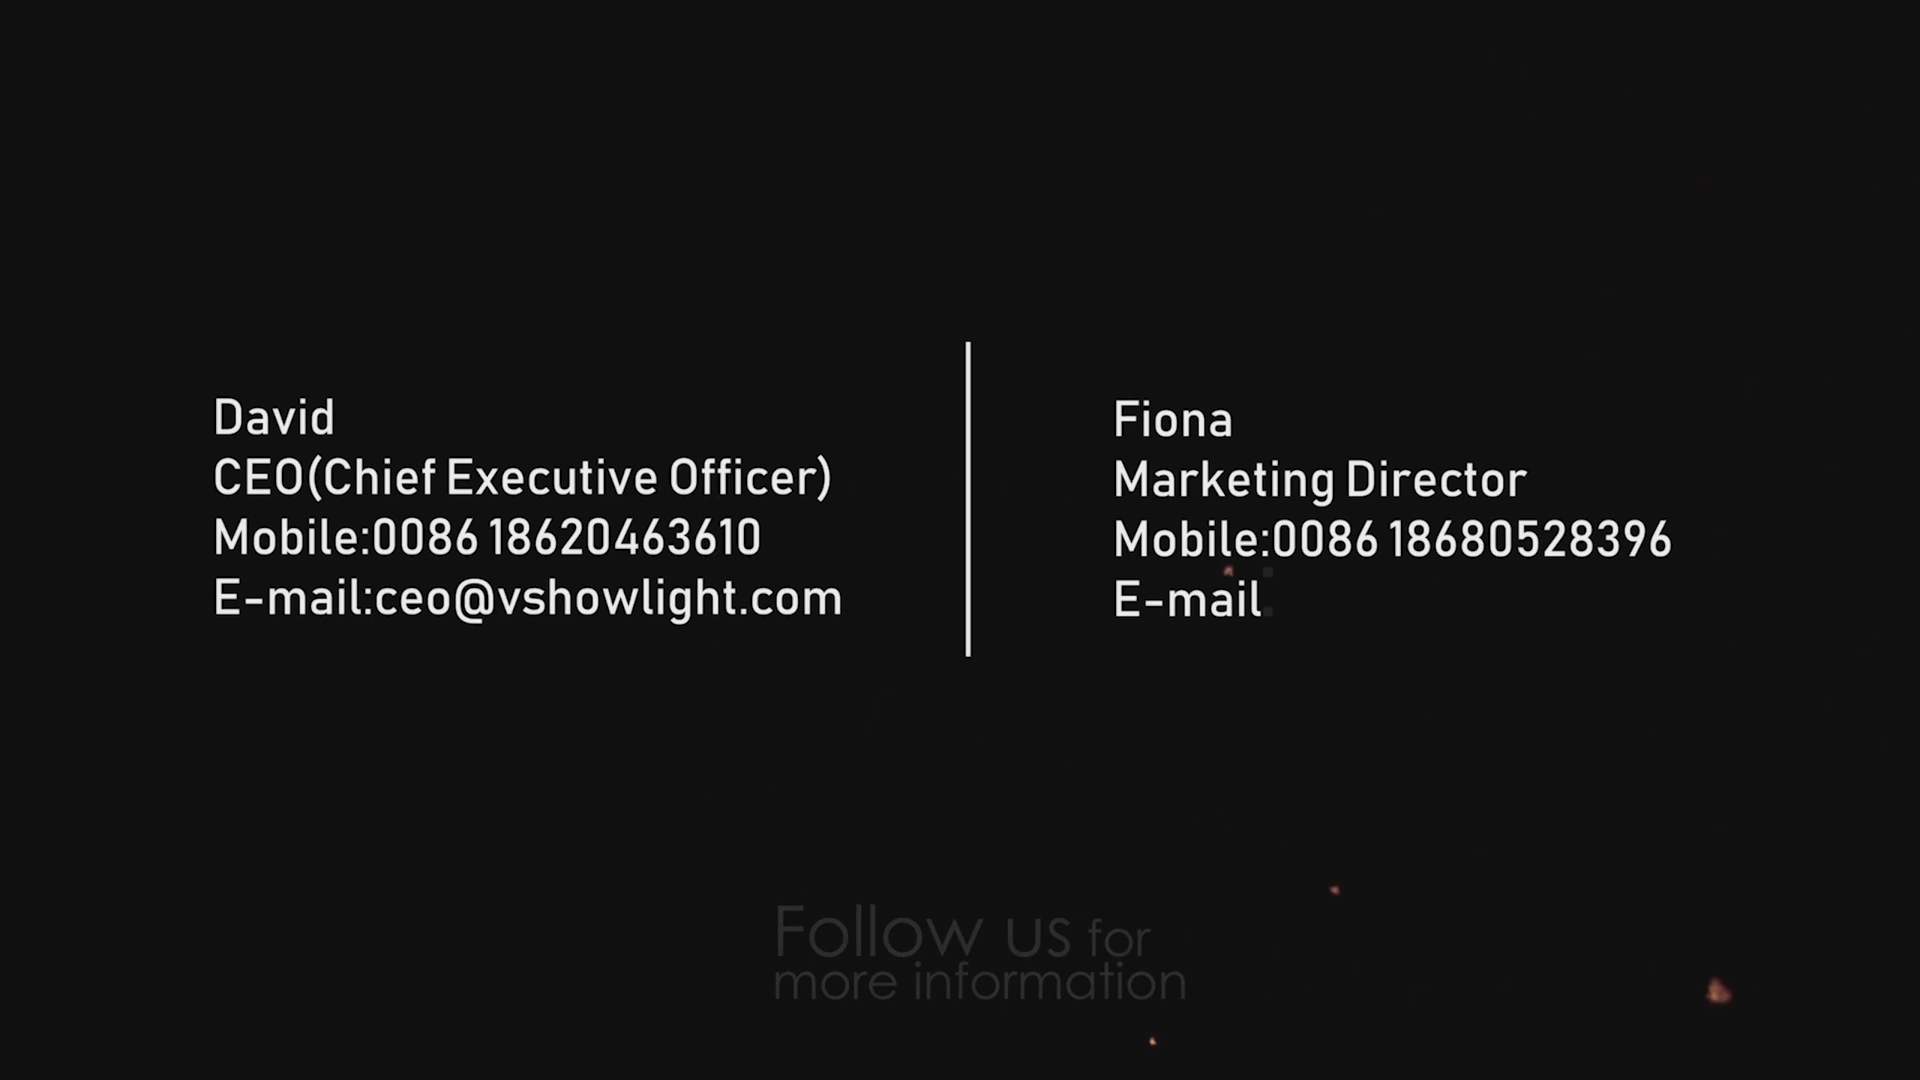 David
CEO(Chief Executive Officer)
Mobile:0086 18620463610
E-mail:ceo@vshowlight.com
Fiona
Marketing Director
Mobile:0086 18680528396
E-mail:
Follow us for
more information